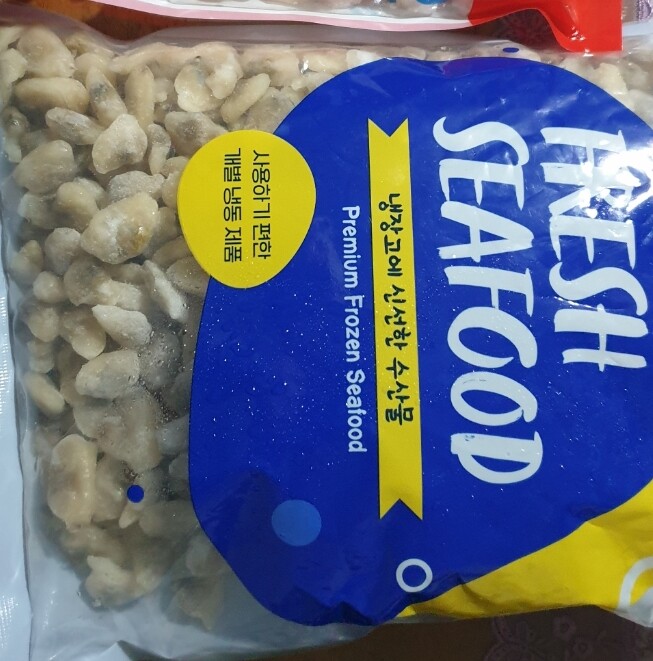 FRESH
SEAFOOD
냉장고에 신선한 수산물
Premium Frozen Seafood
사용하기 편한
개별 냉동 제품